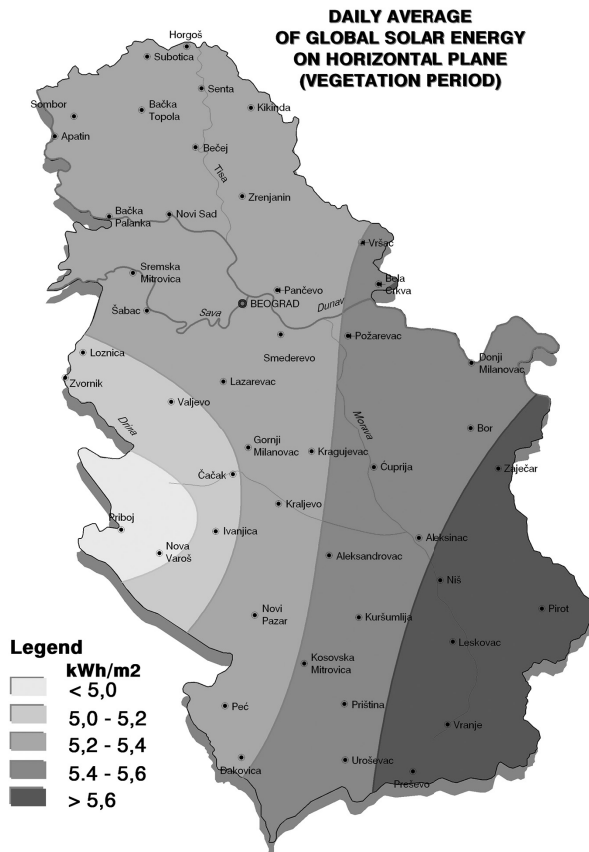 DAILY AVERAGE
OF GLOBAL SOLAR ENERGY
ON HORIZONTAL PLANE
(VEGETATION PERIOD)
Horgoš
Subotica
Senta
Sombor
Bačka
Topola
Kikinda
Apatin
Bečej
Tisa
Zrenjanin
Bačka
Palanka
Novi Sad
Vršac
Sremska
Mitrovica
Bela
Crkva
Pančevo
BEOGRAD
Dunav
Šabac
Sava
Požarevac
Smederevo
Loznica
Donji
Milanovac
Zvornik
Lazarevac
Valjevo
Drina
Morava
Bor
Gornji
Milanovac
Kragujevac
Ćuprija
Zaječar
Čačak
Kraljevo
Priboj
Ivanjica
Aleksinac
Nova
Varoš
Aleksandrovac
Niš
Novi
Pazar
Kuršumlija
Pirot
Leskovac
Kosovska
Mitrovica
Peć
Priština
Vranje
Đakovica
Uroševac
Preševo
Legend
kWh/m2
< 5,0
5,0 - 5,2
5,2 - 5,4
5.4 - 5,6
> 5,6